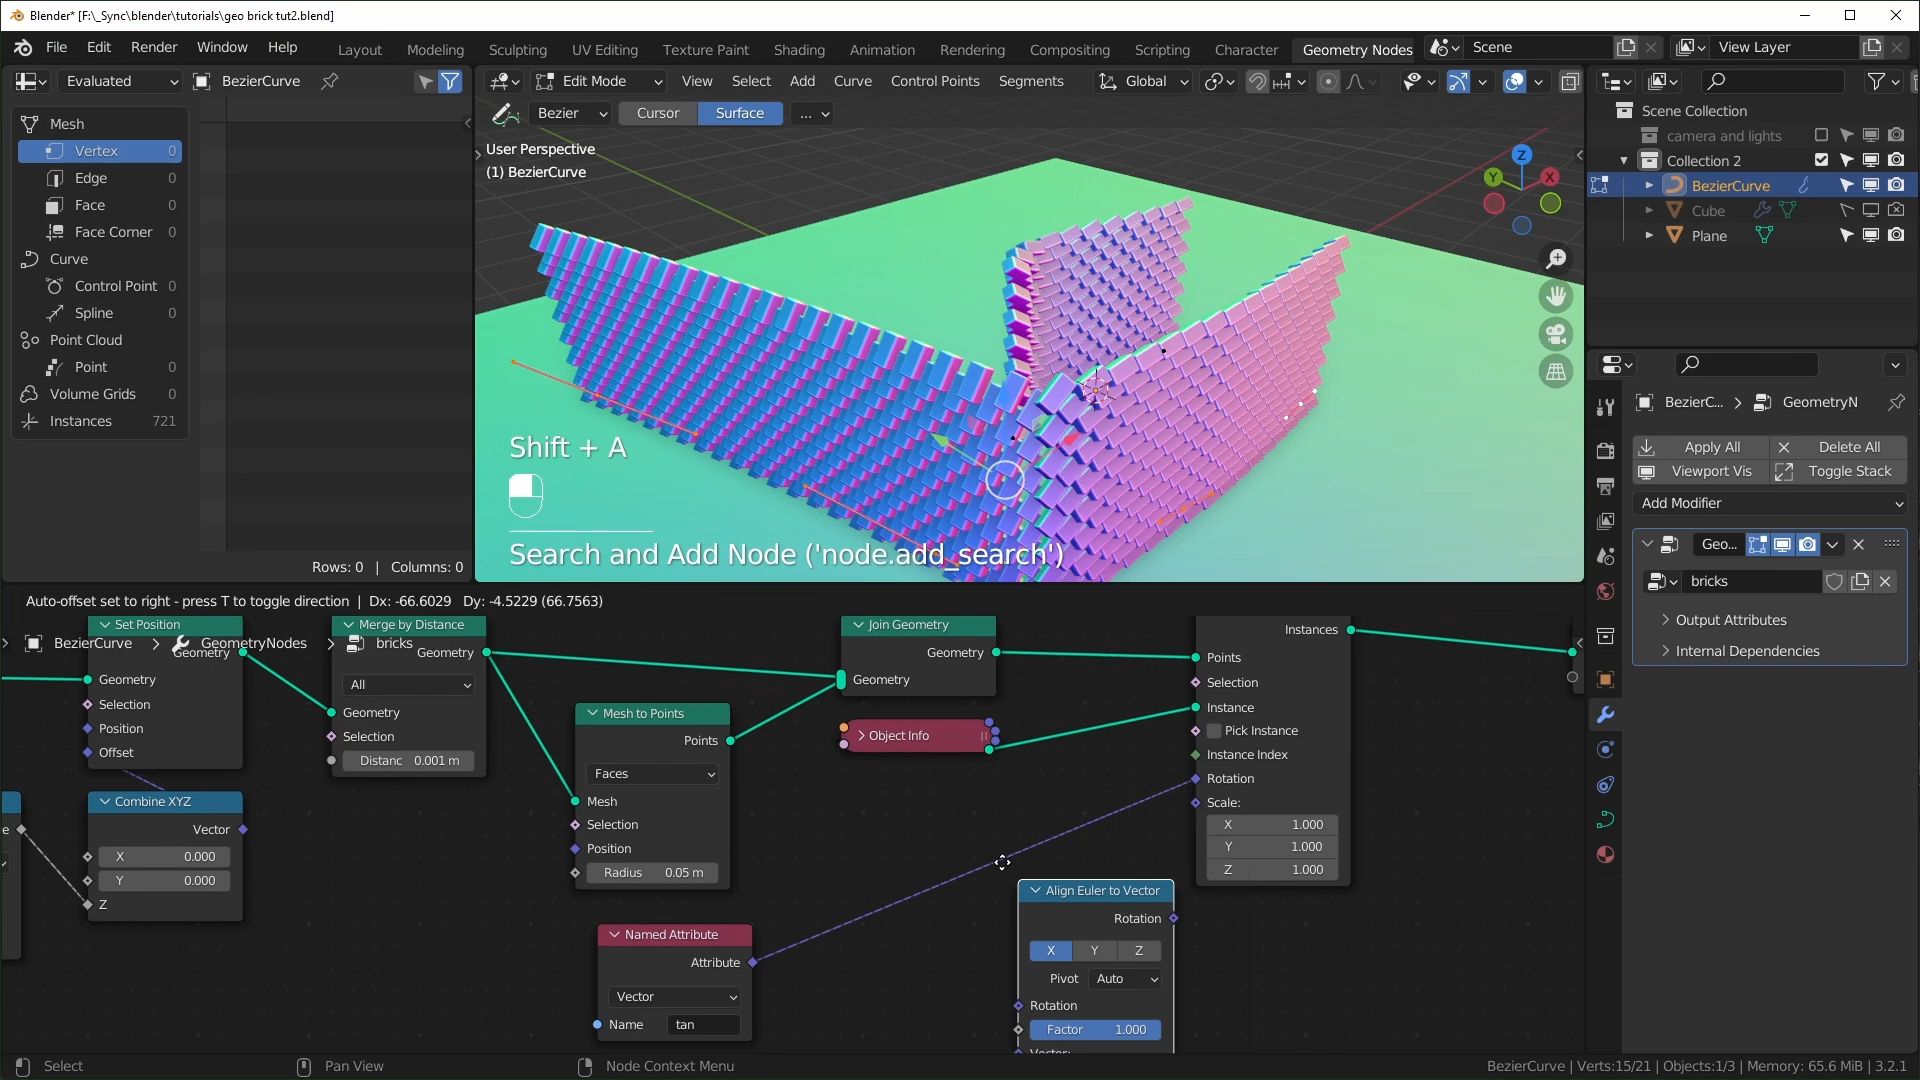 Blender* [F:\_Sync\blender\tutorials\geo brick tut2.blend]
File Edit Render Window Help
Layout Modeling Sculpting UV Editing Texture Paint Shading Animation Rendering Compositing Scripting Character Geometry Nodes
Scene
View Layer
Evaluated
BezierCurve
Edit Mode
View Select Add Curve Control Points Segments
Global
Bezier
Cursor
Surface
...
Mesh
Vertex 0
Edge 0
Face 0
Face Corner 0
Curve
Control Point 0
Spline 0
Point Cloud
Point 0
Volume Grids
Instances 721
Rows: 0 | Columns: 0
User Perspective
(1) BezierCurve
Z
Y
X
Shift + A
Search and Add Node ('node.add_search')
Scene Collection
camera and lights
Collection 2
BezierCurve
Cube
Plane
BezierC... > GeometryN
Apply All
Delete All
Viewport Vis
Toggle Stack
Add Modifier
Geo...
bricks
Output Attributes
Internal Dependencies
Auto-offset set to right - press T to toggle direction | Dx: -66.6029 Dy: -4.5229 (66.7563)
BezierCurve > GeometryNodes > bricks
Set Position
Geometry
Geometry
Selection
Position
Offset
Combine XYZ
Vector
X 0.000
Y 0.000
Z
e
Merge by Distance
Geometry
All
Geometry
Selection
Distanc 0.001 m
Mesh to Points
Points
Faces
Mesh
Selection
Position
Radius 0.05 m
Named Attribute
Attribute
Vector
Name tan
Join Geometry
Geometry
Geometry
Object Info
Align Euler to Vector
Rotation
X Y Z
Pivot Auto
Rotation
Factor 1.000
Vector:
Instances
Points
Selection
Instance
Pick Instance
Instance Index
Rotation
Scale:
X 1.000
Y 1.000
Z 1.000
Select
Pan View
Node Context Menu
BezierCurve | Verts:15/21 | Objects:1/3 | Memory: 65.6 MiB | 3.2.1